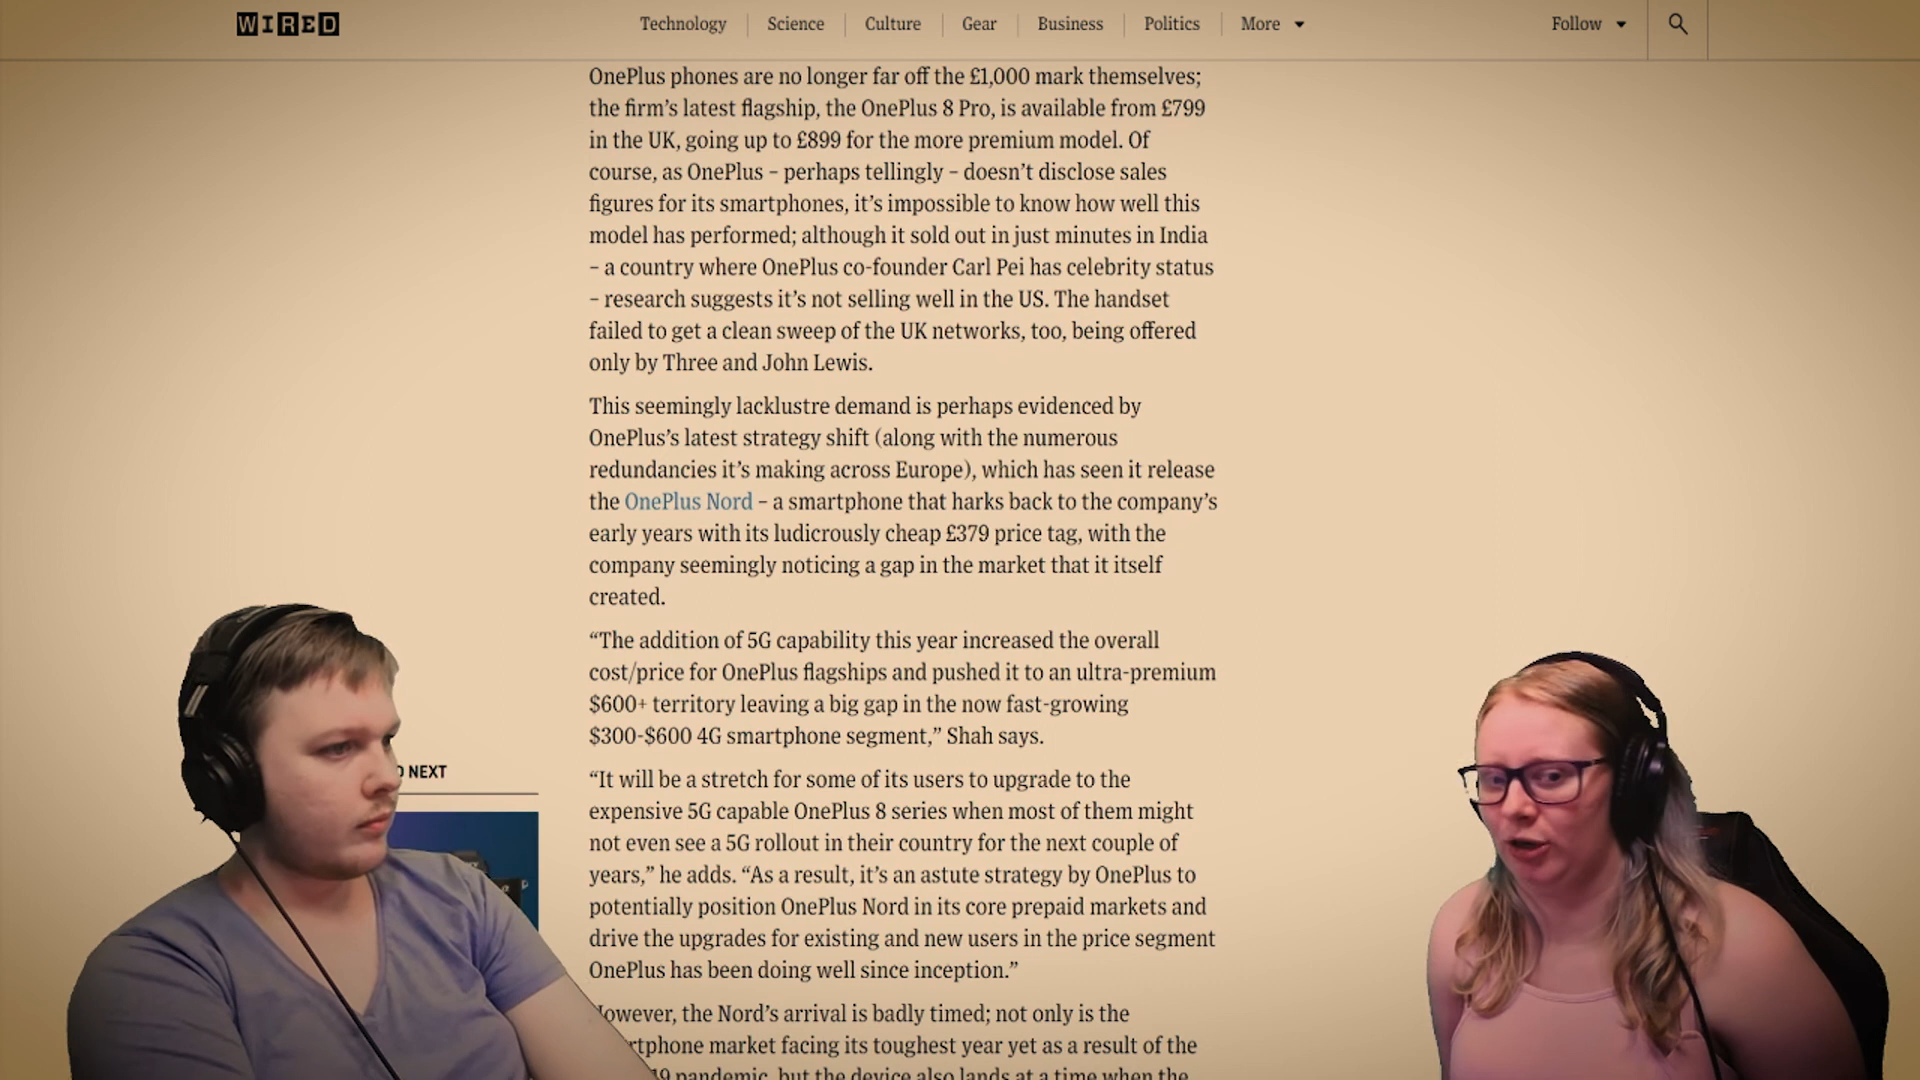 WIRED
Technology Science Culture Gear Business Politics More Follow
OnePlus phones are no longer far off the £1,000 mark themselves;
the firm’s latest flagship, the OnePlus 8 Pro, is available from £799
in the UK, going up to £899 for the more premium model. Of
course, as OnePlus – perhaps tellingly – doesn’t disclose sales
figures for its smartphones, it’s impossible to know how well this
model has performed; although it sold out in just minutes in India
– a country where OnePlus co-founder Carl Pei has celebrity status
– research suggests it’s not selling well in the US. The handset
failed to get a clean sweep of the UK networks, too, being offered
only by Three and John Lewis.
This seemingly lacklustre demand is perhaps evidenced by
OnePlus’s latest strategy shift (along with the numerous
redundancies it’s making across Europe), which has seen it release
the OnePlus Nord – a smartphone that harks back to the company’s
early years with its ludicrously cheap £379 price tag, with the
company seemingly noticing a gap in the market that it itself
created.
“The addition of 5G capability this year increased the overall
cost/price for OnePlus flagships and pushed it to an ultra-premium
$600+ territory leaving a big gap in the now fast-growing
$300-$600 4G smartphone segment,” Shah says.
NEXT
“It will be a stretch for some of its users to upgrade to the
expensive 5G capable OnePlus 8 series when most of them might
not even see a 5G rollout in their country for the next couple of
years,” he adds. “As a result, it’s an astute strategy by OnePlus to
potentially position OnePlus Nord in its core prepaid markets and
drive the upgrades for existing and new users in the price segment
OnePlus has been doing well since inception.”
However, the Nord’s arrival is badly timed; not only is the
rtphone market facing its toughest year yet as a result of the
19 pandemic, but the device also lands at a time when the